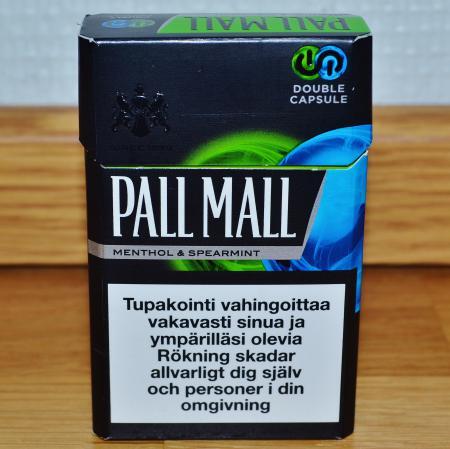 PALL MALL
DOUBLE
CAPSULE
PALL MALL
MENTHOL & SPEARMINT
Tupakointi vahingoittaa
vakavasti sinua ja
ympärilläsi olevia
Rökning skadar
allvarligt dig själv
och personer i din
omgivning